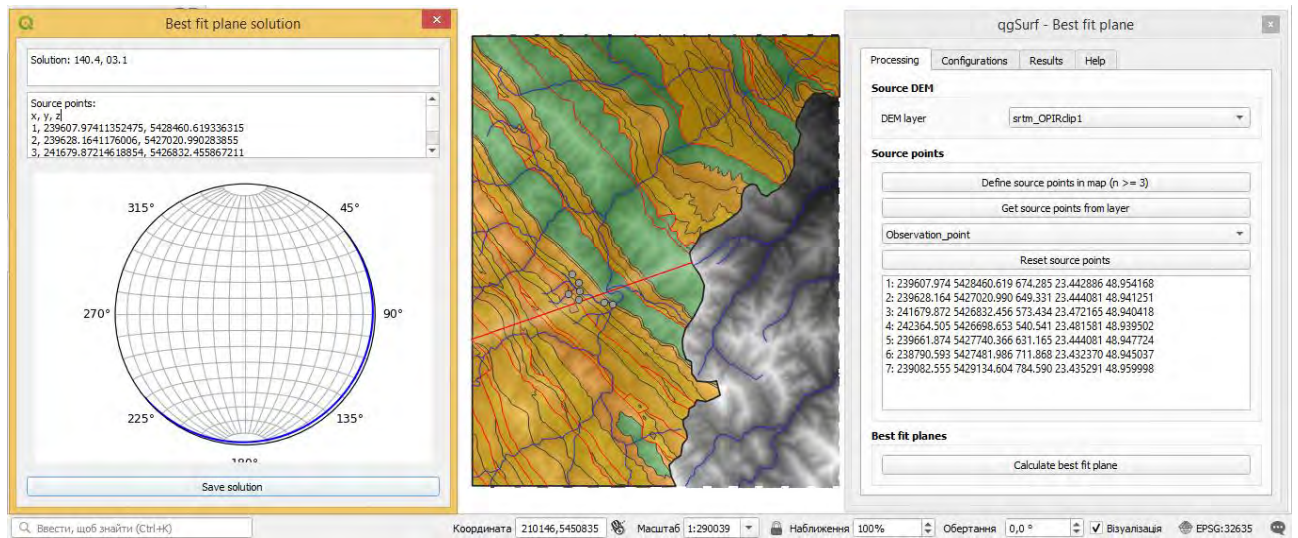 Best fit plane solution
Solution: 140.4, 03.1
Source points:
x, y, z
1, 239607.97411352475, 5428460.619336315
2, 239628.1641176006, 5427020.990283855
3, 241679.87214618854, 5426832.455867211
315°
45°
270°
90°
225°
135°
180°
Save solution
qgSurf - Best fit plane
Processing
Configurations
Results
Help
Source DEM
DEM layer
srtm_OPIRclip1
Source points
Define source points in map (n >= 3)
Get source points from layer
Observation_point
Reset source points
1: 239607.974 5428460.619 674.285 23.442886 48.954168
2: 239628.164 5427020.990 649.331 23.444081 48.941251
3: 241679.872 5426832.456 573.434 23.472165 48.940418
4: 242364.505 5426698.653 540.541 23.481581 48.939502
5: 239661.874 5427740.366 631.165 23.444081 48.947724
6: 238790.593 5427481.986 711.868 23.432370 48.945037
7: 239082.555 5429134.604 784.590 23.435291 48.959998
Best fit planes
Calculate best fit plane
Ввести, щоб знайти (Ctrl+K)
Координата 210146,5450835 Масштаб 1:290039 Наближення 100% Обертання 0,0 ° Візуалізація EPSG:32635